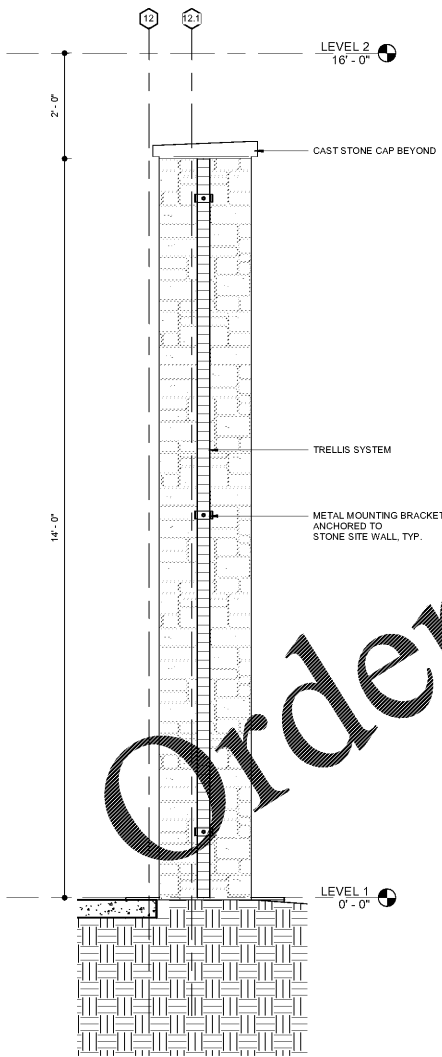 12
12.1
LEVEL 2
16' - 0"
2' - 0"
CAST STONE CAP BEYOND
TRELLIS SYSTEM
14' - 0"
METAL MOUNTING BRACKET
ANCHORED TO
STONE SITE WALL, TYP.
Order
LEVEL 1
0' - 0"